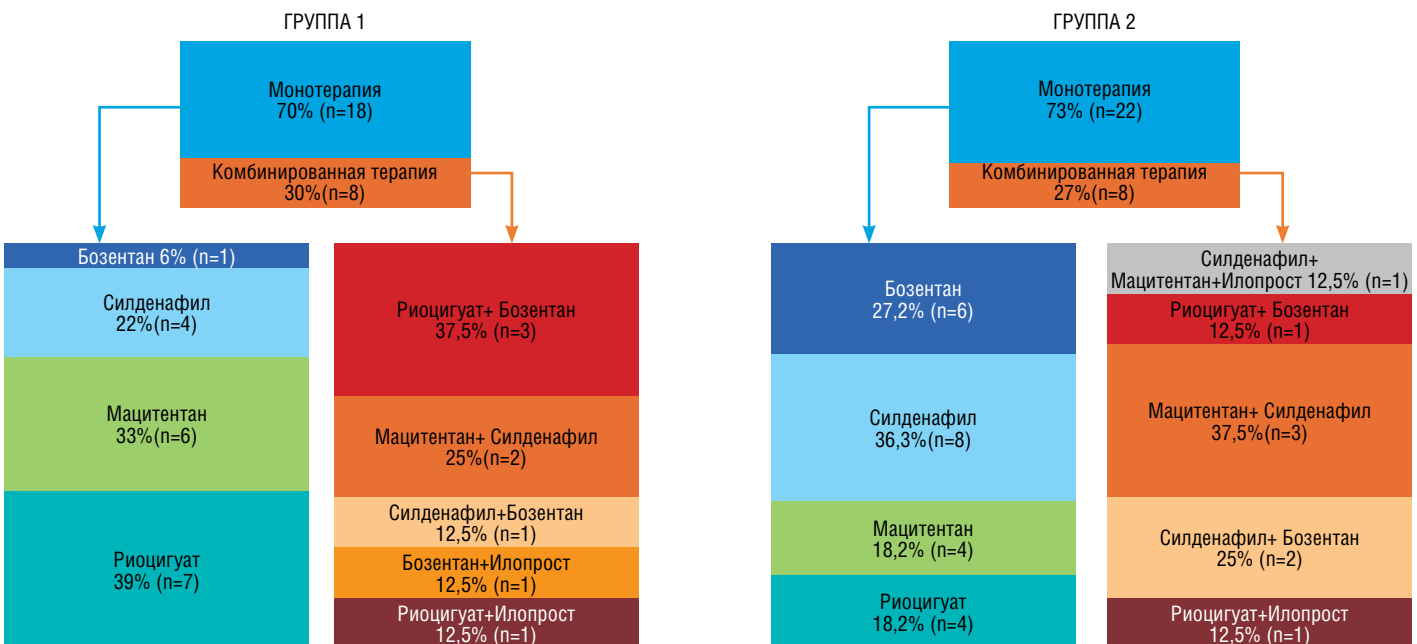 ГРУППА 1
Монотерапия
70% (n=18)
Комбинированная терапия
30%(n=8)
Бозентан 6% (n=1)
Силденафил
22%(n=4)
Мацитентан
33%(n=6)
Риоцигуат
39% (n=7)
Риоцигуат+ Бозентан
37,5% (n=3)
Мацитентан+ Силденафил
25%(n=2)
Силденафил+Бозентан
12,5% (n=1)
Бозентан+Илопрост
12,5% (n=1)
Риоцигуат+Илопрост
12,5% (n=1)
ГРУППА 2
Монотерапия
73% (n=22)
Комбинированная терапия
27%(n=8)
Бозентан
27,2% (n=6)
Силденафил
36,3%(n=8)
Мацитентан
18,2% (n=4)
Риоцигуат
18,2% (n=4)
Силденафил+
Мацитентан+Илопрост 12,5% (n=1)
Риоцигуат+ Бозентан
12,5% (n=1)
Мацитентан+ Силденафил
37,5%(n=3)
Силденафил+ Бозентан
25% (n=2)
Риоцигуат+Илопрост
12,5% (n=1)